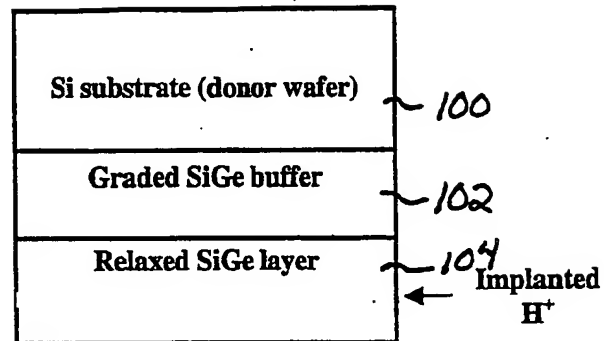 Si substrate (donor wafer)
100
Graded SiGe buffer
102
Relaxed SiGe layer
104
Implanted
H+